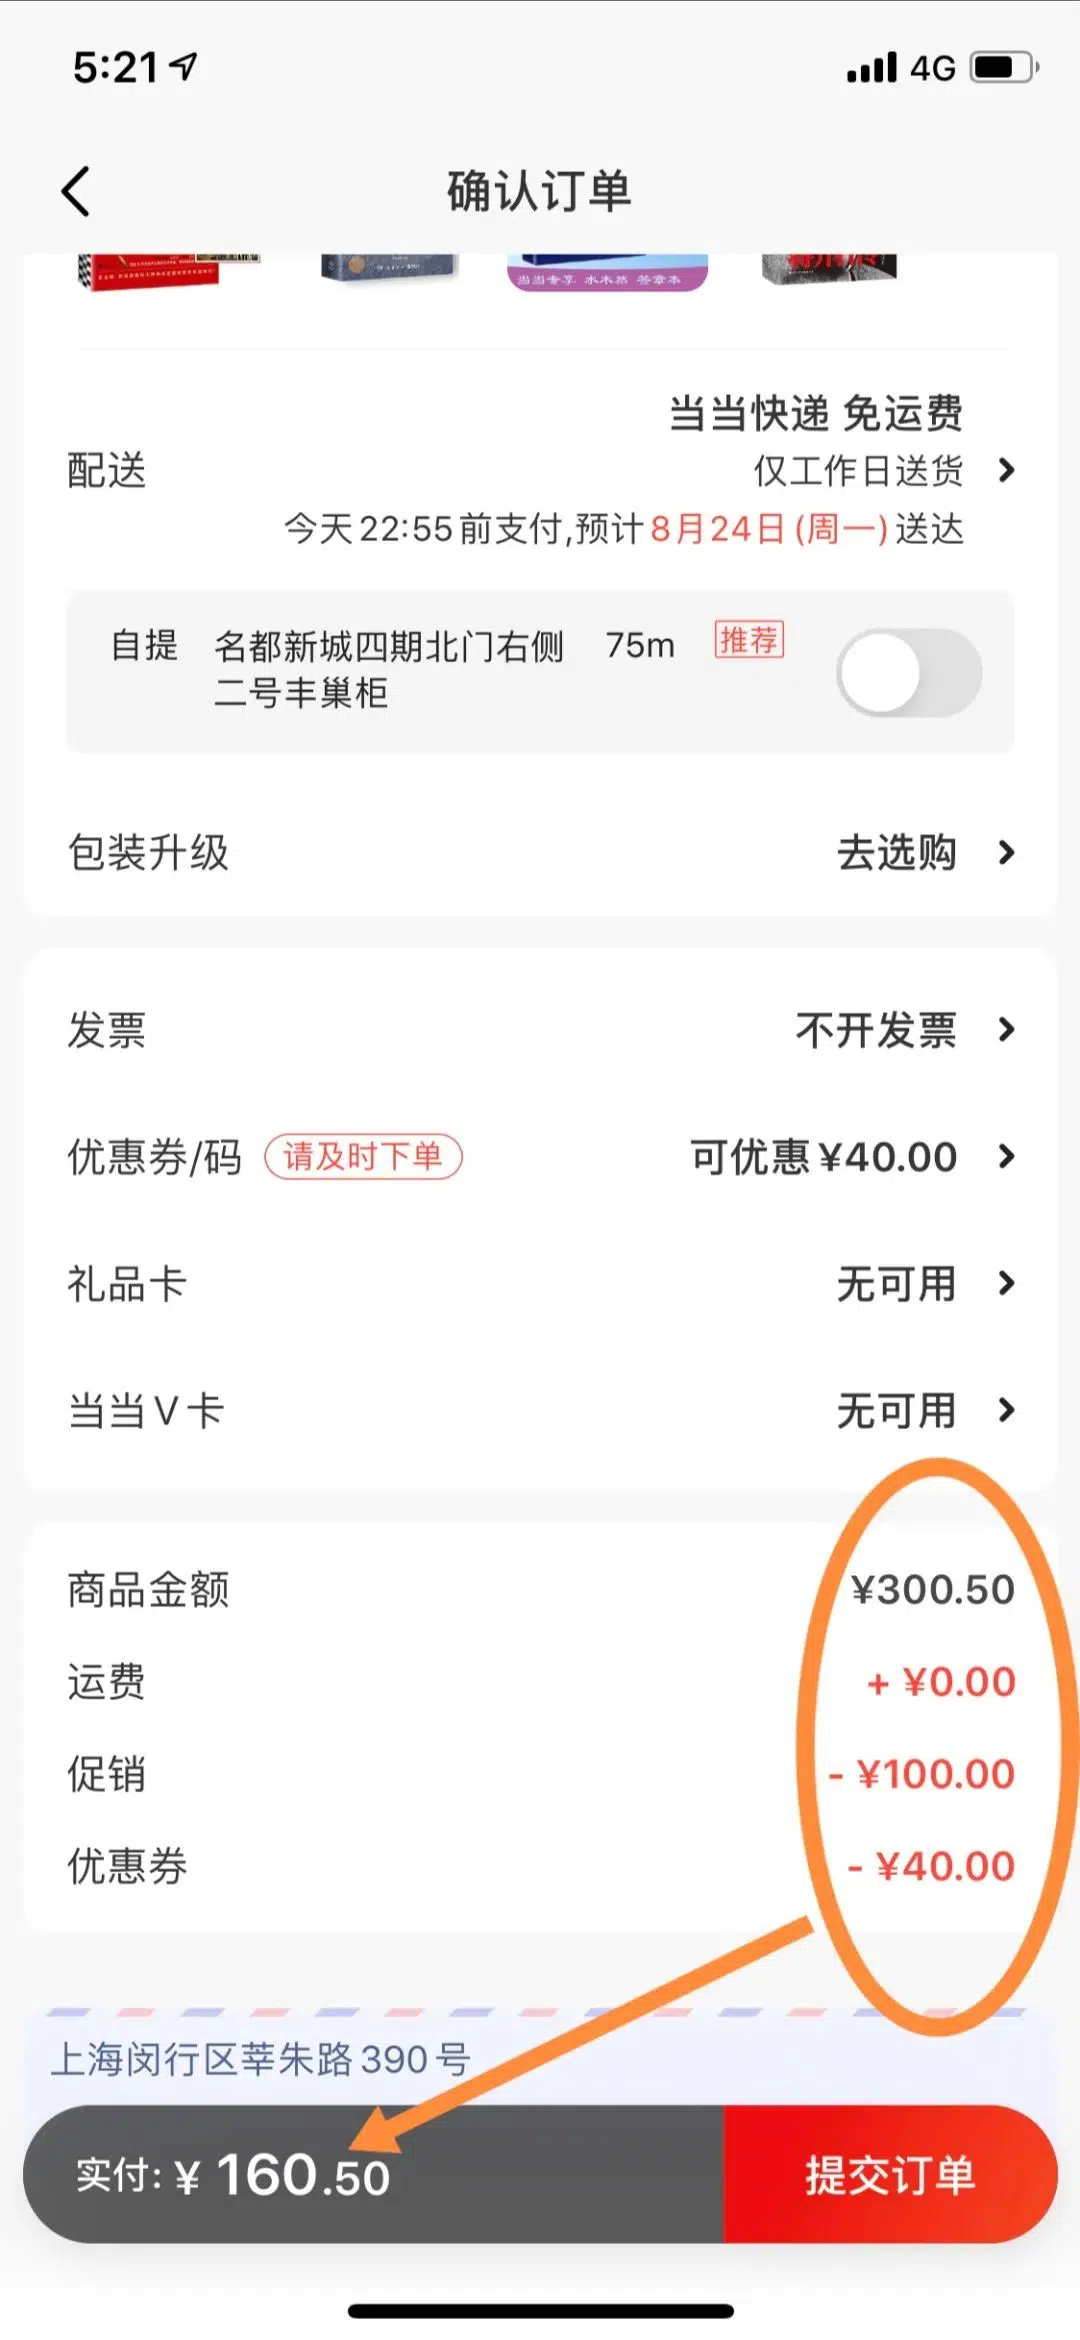 5:21
4G
确认订单
当当专享 水木然 签章本
当当快递 免运费
配送
仅工作日送货
今天22:55前支付,预计8月24日(周一)送达
自提 名都新城四期北门右侧 75m 推荐
二号丰巢柜
包装升级 去选购
发票 不开发票
优惠券/码 请及时下单 可优惠¥40.00
礼品卡 无可用
当当V卡 无可用
商品金额 ¥300.50
运费 + ¥0.00
促销 - ¥100.00
优惠券 - ¥40.00
上海闵行区莘朱路390号
实付: ¥ 160.50 提交订单